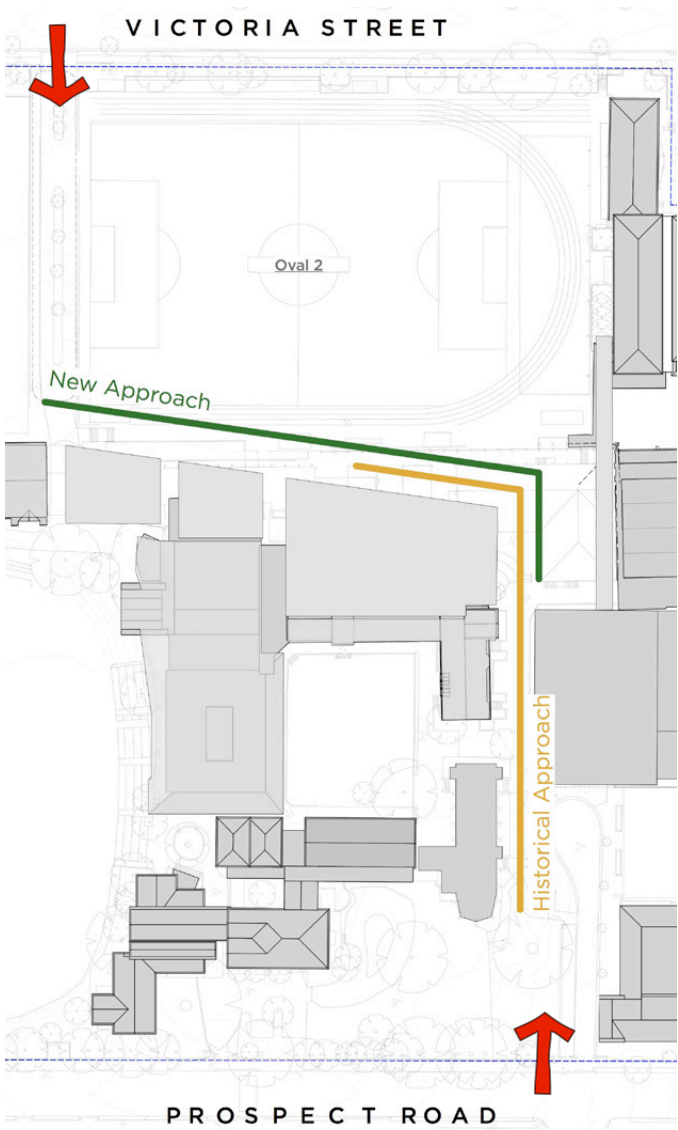 VICTORIA STREET
Oval 2
New Approach
Historical Approach
PROSPECT ROAD